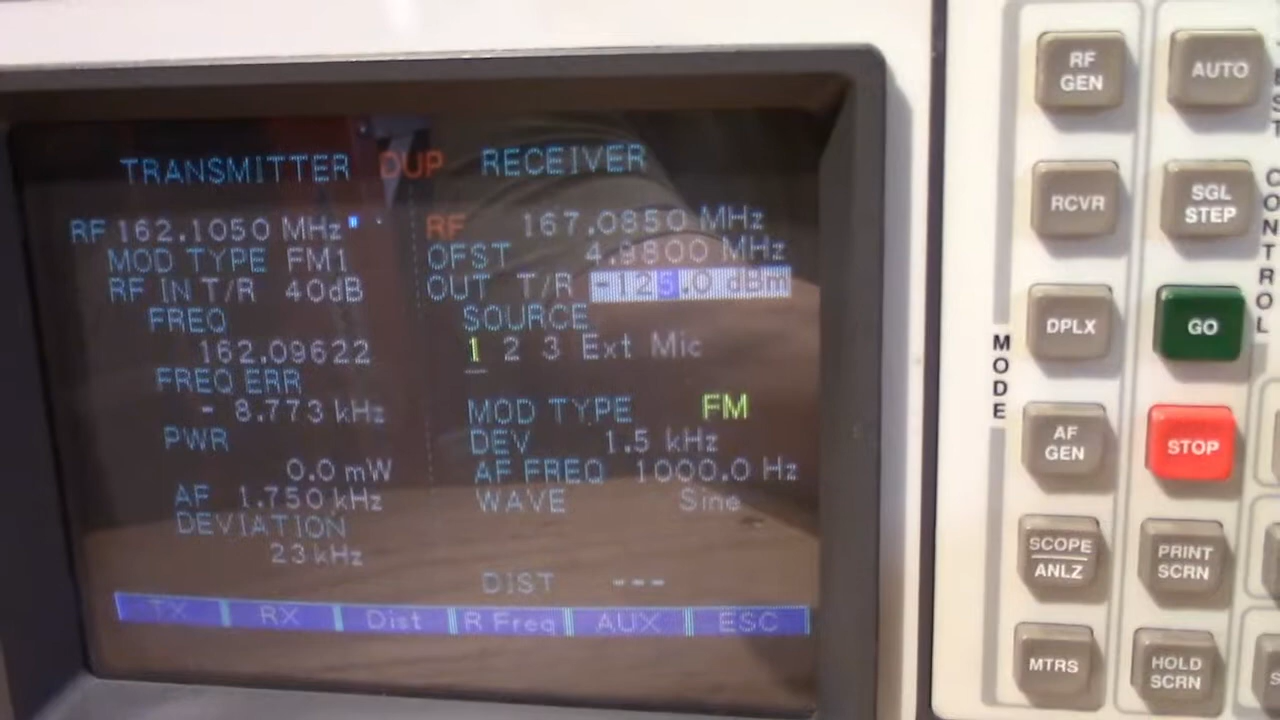 TRANSMITTER DUP RECEIVER
RF 162.1050 MHz
MOD TYPE FM1
RF IN T/R 40dB
FREQ
162.09622
FREQ ERR
- 8.773 kHz
PWR
0.0 mW
AF 1.750 kHz
DEVIATION
23 kHz
RF 167.0850 MHz
OFST 4.9800 MHz
OUT T/R -125.0 dBm
SOURCE
1 2 3 Ext Mic
MOD TYPE FM
DEV 1.5 kHz
AF FREQ 1000.0 Hz
WAVE Sine
DIST ---
TX RX Dist R Freq AUX ESC
MODE
RF GEN
RCVR
DPLX
AF GEN
SCOPE
ANLZ
MTRS
AUTO
SGL STEP
GO
STOP
PRINT SCRN
HOLD SCRN
CONTROL